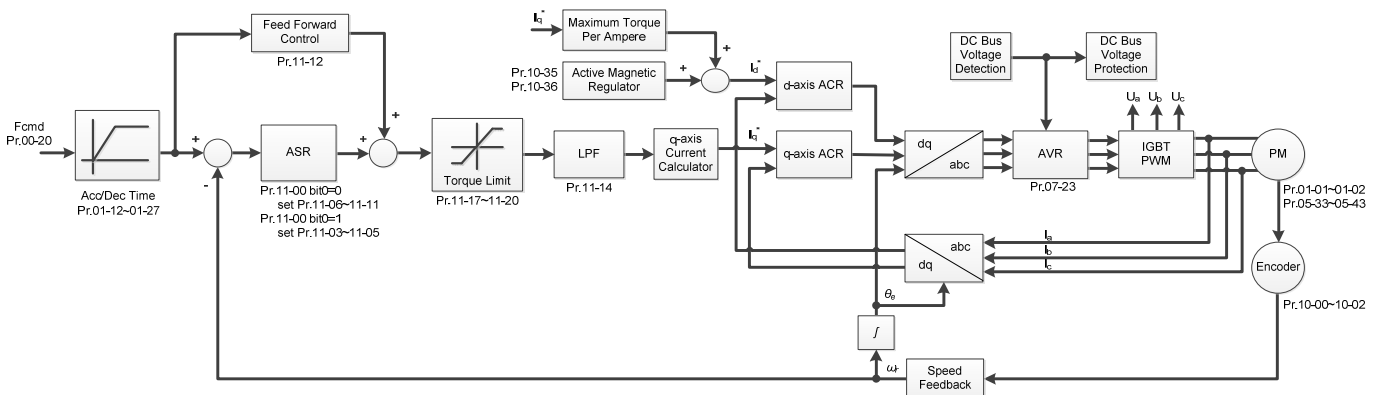 Feed Forward
Control
Pr.11-12
Iq*
Maximum Torque
Per Ampere
+
Pr.10-35
Pr.10-36
Active Magnetic
Regulator
+
Id*
d-axis ACR
DC Bus
Voltage
Detection
DC Bus
Voltage
Protection
Ua
Ub
Uc
Fcmd
Pr.00-20
Acc/Dec Time
Pr.01-12~01-27
+
-
ASR
Pr.11-00 bit0=0
set Pr.11-06~11-11
Pr.11-00 bit0=1
set Pr.11-03~11-05
+
+
Torque Limit
Pr.11-17~11-20
LPF
Pr.11-14
q-axis
Current
Calculator
Iq*
q-axis ACR
dq
abc
AVR
Pr.07-23
IGBT
PWM
PM
Pr.01-01~01-02
Pr.05-33~05-43
abc
dq
Ia
Ib
Ic
Encoder
Pr.10-00~10-02
θe
∫
ωr
Speed
Feedback